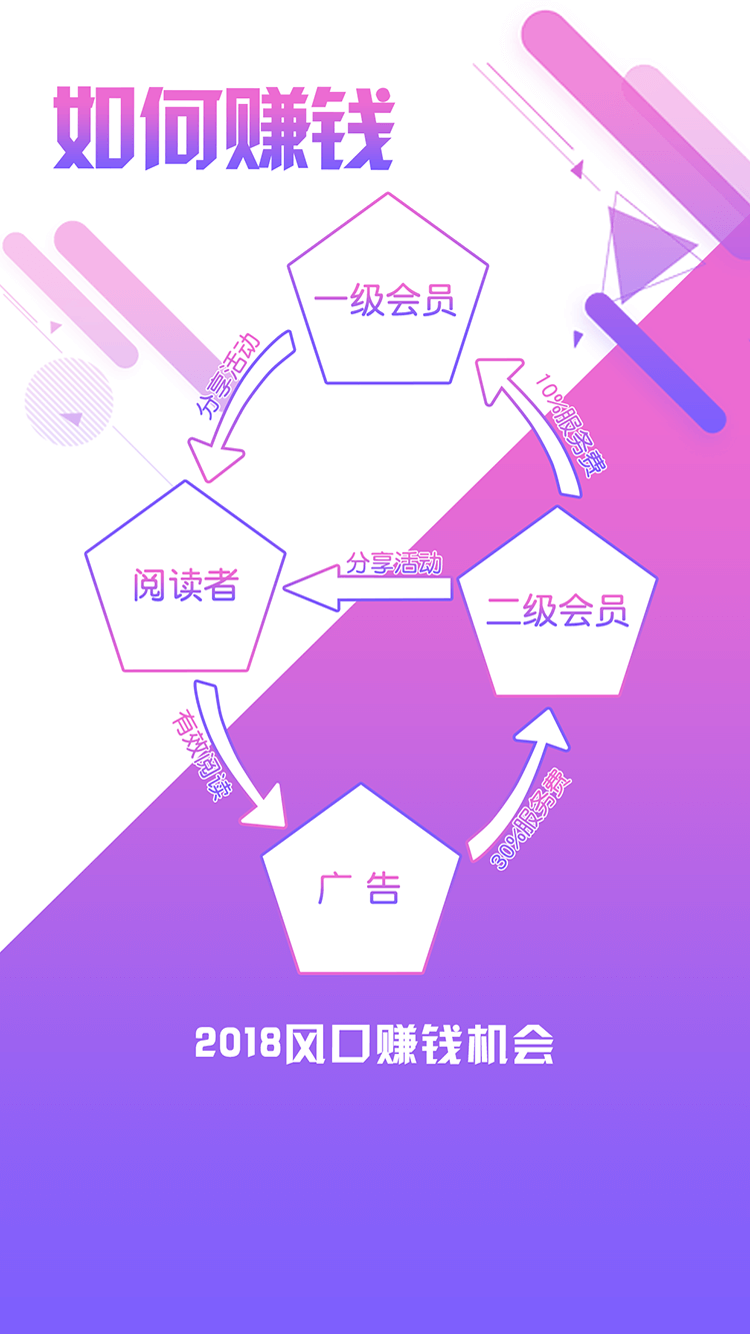 如何赚钱
一级会员
分享活动
10%服务费
阅读者
分享活动
二级会员
有效阅读
30%服务费
广告
2018风口赚钱机会